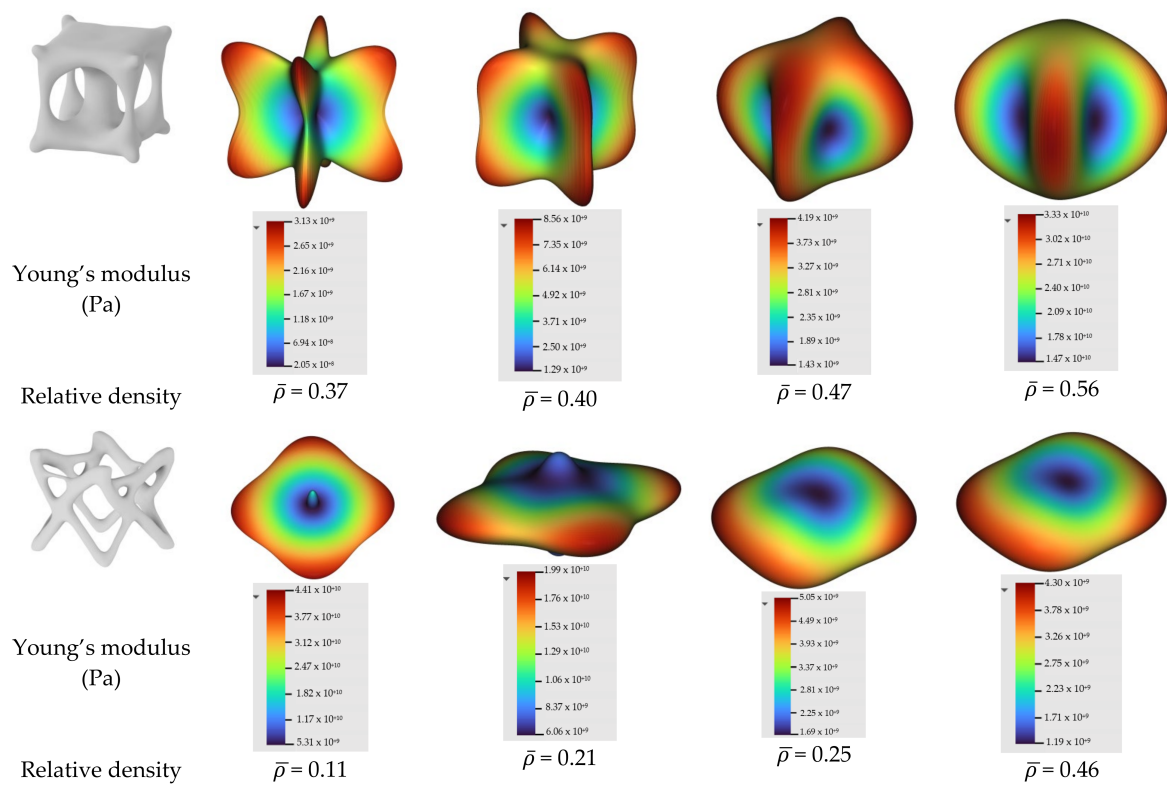 3.13 x 10⁺⁹
2.65 x 10⁺⁹
2.16 x 10⁺⁹
1.67 x 10⁺⁹
1.18 x 10⁺⁹
6.94 x 10⁺⁸
2.05 x 10⁺⁸
8.56 x 10⁺⁹
7.35 x 10⁺⁹
6.14 x 10⁺⁹
4.92 x 10⁺⁹
3.71 x 10⁺⁹
2.50 x 10⁺⁹
1.29 x 10⁺⁹
4.19 x 10⁺⁹
3.73 x 10⁺⁹
3.27 x 10⁺⁹
2.81 x 10⁺⁹
2.35 x 10⁺⁹
1.89 x 10⁺⁹
1.43 x 10⁺⁹
3.33 x 10⁺¹⁰
3.02 x 10⁺¹⁰
2.71 x 10⁺¹⁰
2.40 x 10⁺¹⁰
2.09 x 10⁺¹⁰
1.78 x 10⁺¹⁰
1.47 x 10⁺¹⁰
Young's modulus
(Pa)
Relative density
ρ̅ = 0.37
ρ̅ = 0.40
ρ̅ = 0.47
ρ̅ = 0.56
4.41 x 10⁺¹⁰
3.77 x 10⁺¹⁰
3.12 x 10⁺¹⁰
2.47 x 10⁺¹⁰
1.82 x 10⁺¹⁰
1.17 x 10⁺¹⁰
5.31 x 10⁺⁹
1.99 x 10⁺¹⁰
1.76 x 10⁺¹⁰
1.53 x 10⁺¹⁰
1.29 x 10⁺¹⁰
1.06 x 10⁺¹⁰
8.37 x 10⁺⁹
6.06 x 10⁺⁹
5.05 x 10⁺⁹
4.49 x 10⁺⁹
3.93 x 10⁺⁹
3.37 x 10⁺⁹
2.81 x 10⁺⁹
2.25 x 10⁺⁹
1.69 x 10⁺⁹
4.30 x 10⁺⁹
3.78 x 10⁺⁹
3.26 x 10⁺⁹
2.75 x 10⁺⁹
2.23 x 10⁺⁹
1.71 x 10⁺⁹
1.19 x 10⁺⁹
Young's modulus
(Pa)
Relative density
ρ̅ = 0.11
ρ̅ = 0.21
ρ̅ = 0.25
ρ̅ = 0.46